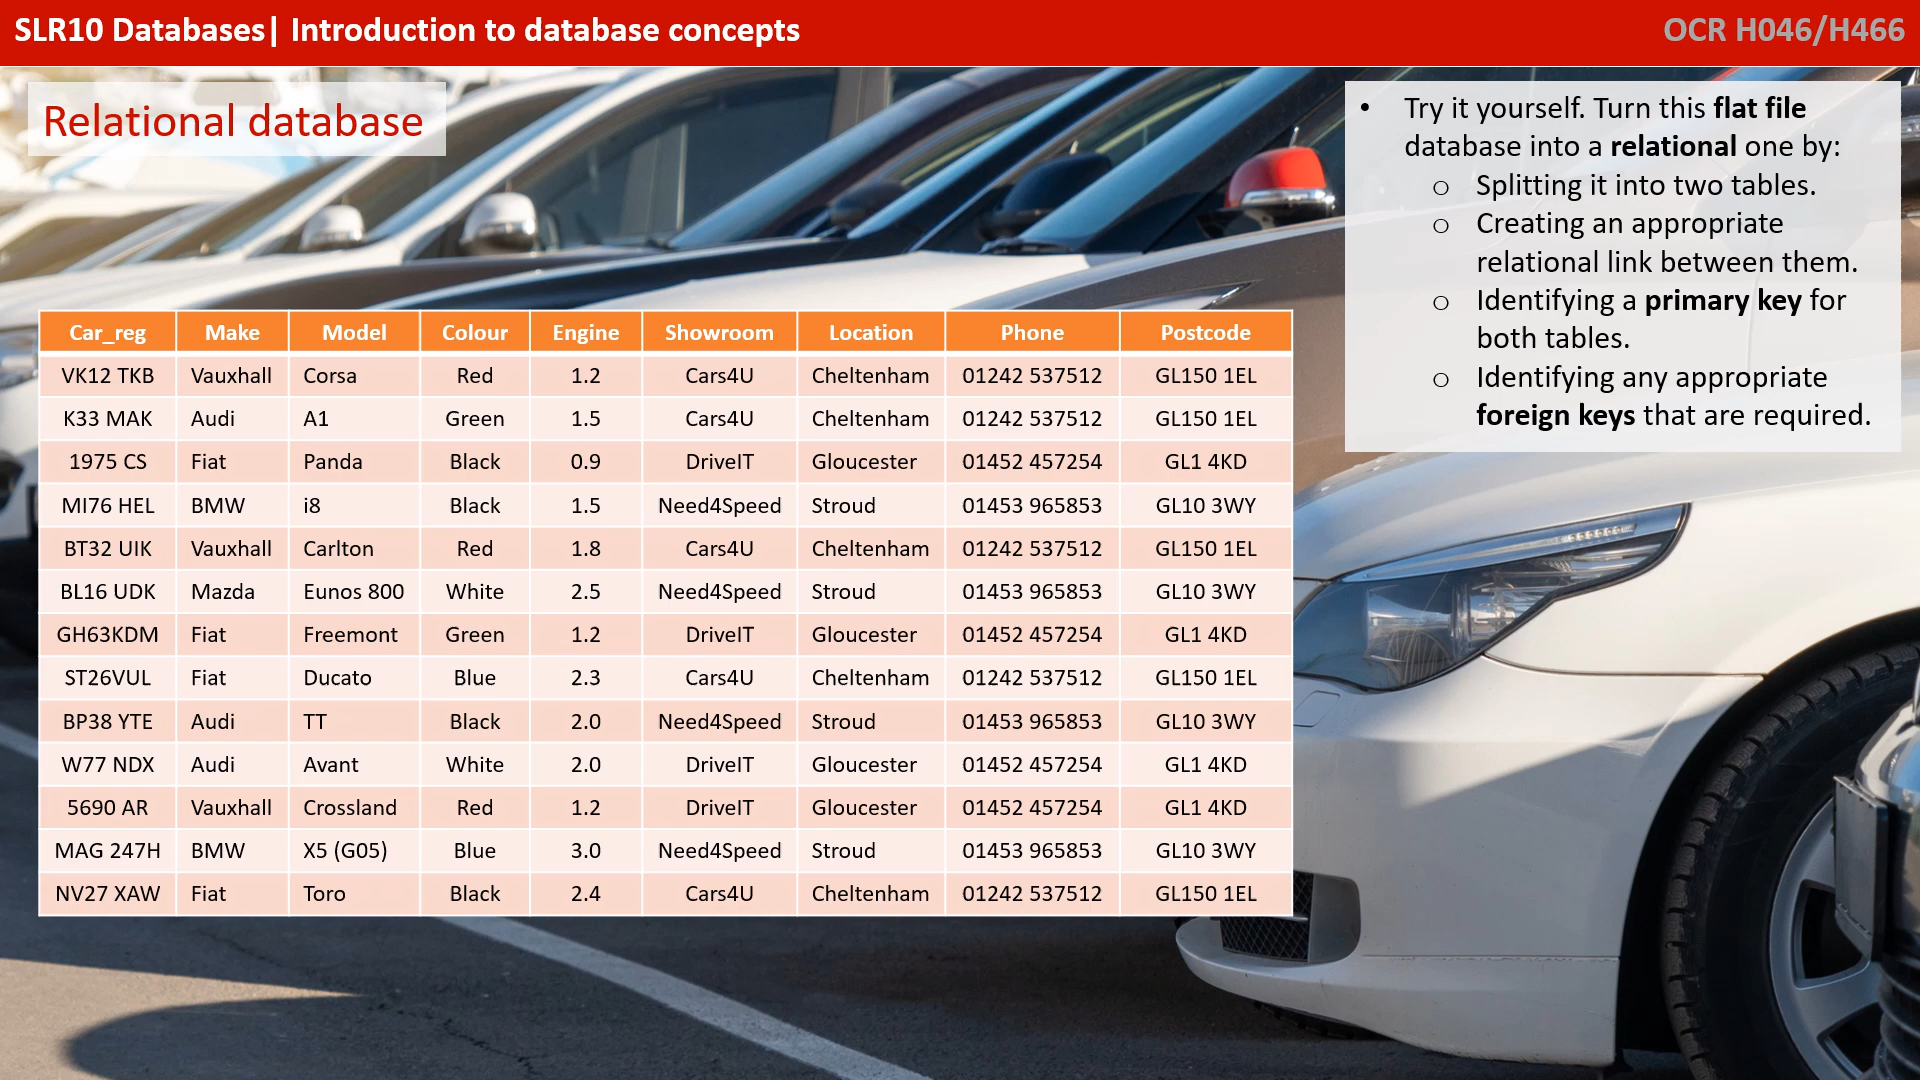 SLR10 Databases| Introduction to database concepts
OCR H046/H466
Relational database
• Try it yourself. Turn this flat file
database into a relational one by:
o Splitting it into two tables.
o Creating an appropriate
relational link between them.
o Identifying a primary key for
both tables.
o Identifying any appropriate
foreign keys that are required.
Car_reg Make Model Colour Engine Showroom Location Phone Postcode
VK12 TKB Vauxhall Corsa Red 1.2 Cars4U Cheltenham 01242 537512 GL150 1EL
K33 MAK Audi A1 Green 1.5 Cars4U Cheltenham 01242 537512 GL150 1EL
1975 CS Fiat Panda Black 0.9 DriveIT Gloucester 01452 457254 GL1 4KD
MI76 HEL BMW i8 Black 1.5 Need4Speed Stroud 01453 965853 GL10 3WY
BT32 UIK Vauxhall Carlton Red 1.8 Cars4U Cheltenham 01242 537512 GL150 1EL
BL16 UDK Mazda Eunos 800 White 2.5 Need4Speed Stroud 01453 965853 GL10 3WY
GH63KDM Fiat Freemont Green 1.2 DriveIT Gloucester 01452 457254 GL1 4KD
ST26VUL Fiat Ducato Blue 2.3 Cars4U Cheltenham 01242 537512 GL150 1EL
BP38 YTE Audi TT Black 2.0 Need4Speed Stroud 01453 965853 GL10 3WY
W77 NDX Audi Avant White 2.0 DriveIT Gloucester 01452 457254 GL1 4KD
5690 AR Vauxhall Crossland Red 1.2 DriveIT Gloucester 01452 457254 GL1 4KD
MAG 247H BMW X5 (G05) Blue 3.0 Need4Speed Stroud 01453 965853 GL10 3WY
NV27 XAW Fiat Toro Black 2.4 Cars4U Cheltenham 01242 537512 GL150 1EL